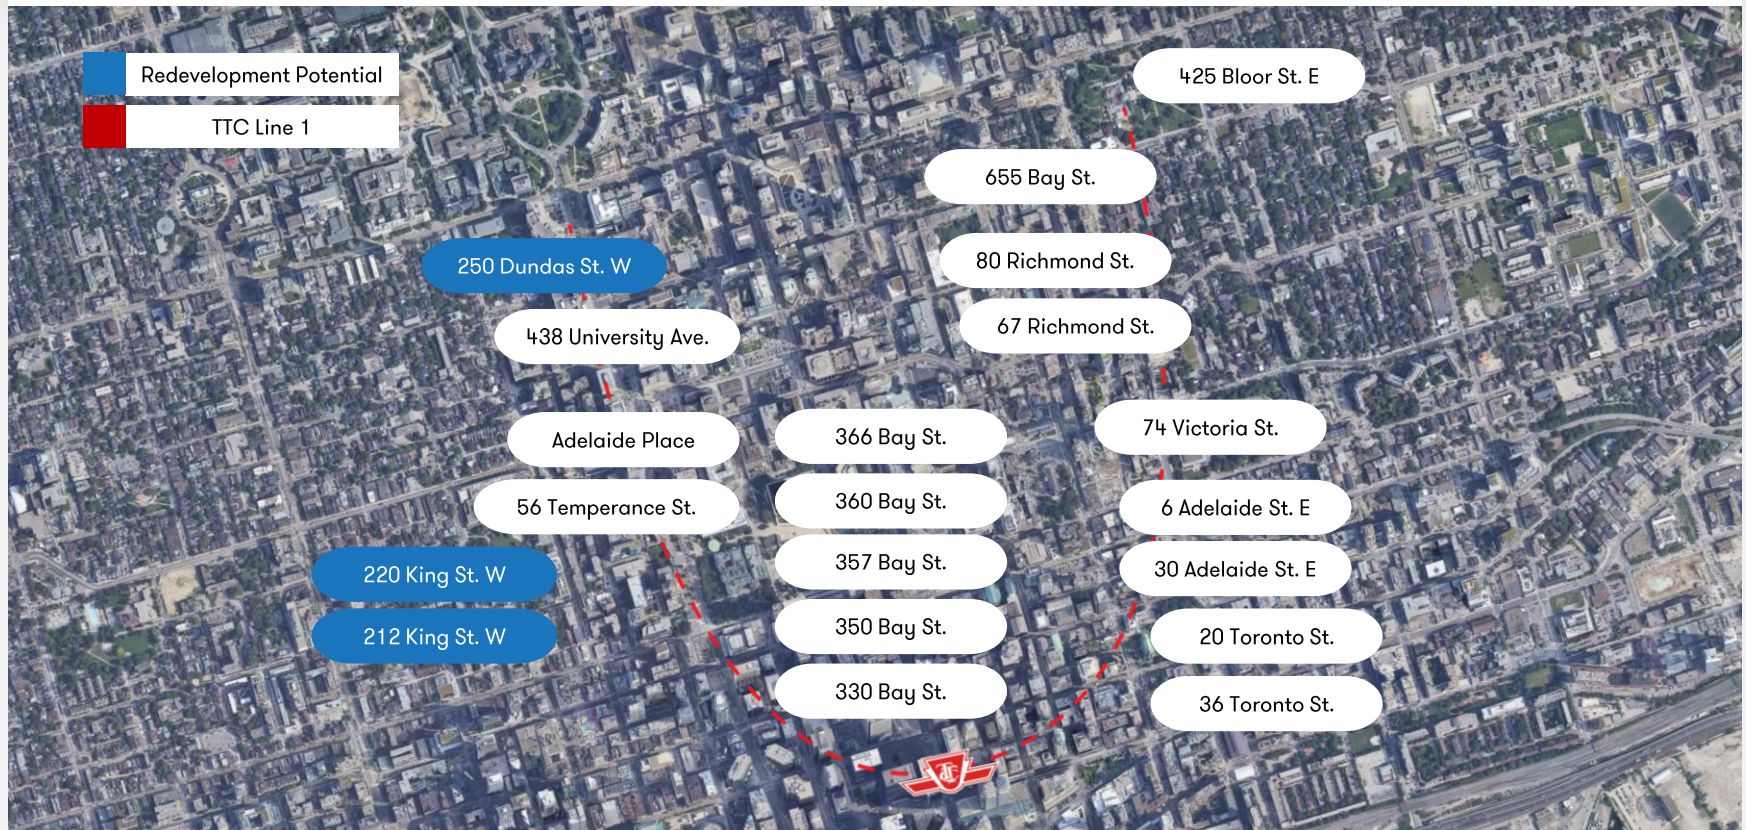 Redevelopment Potential
TTC Line 1
425 Bloor St. E
655 Bay St.
250 Dundas St. W
80 Richmond St.
438 University Ave.
67 Richmond St.
Adelaide Place
366 Bay St.
74 Victoria St.
56 Temperance St.
360 Bay St.
6 Adelaide St. E
220 King St. W
357 Bay St.
30 Adelaide St. E
212 King St. W
350 Bay St.
20 Toronto St.
330 Bay St.
36 Toronto St.
TTC